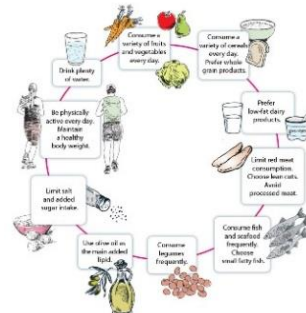 Consume a
variety of fruits
and vegetables
every day.
Consume a
variety of cereals
every day.
Prefer whole
grain products.
Prefer
low-fat dairy
products.
Limit red meat
consumption.
Choose lean cuts.
Avoid
processed meat.
Consume fish
and seafood
frequently.
Choose
small fatty fish.
Consume
legumes
frequently.
Use olive oil as
the main added
lipid.
Limit salt
and added
sugar intake.
Be physically
active every day.
Maintain
a healthy
body weight.
Drink plenty
of water.